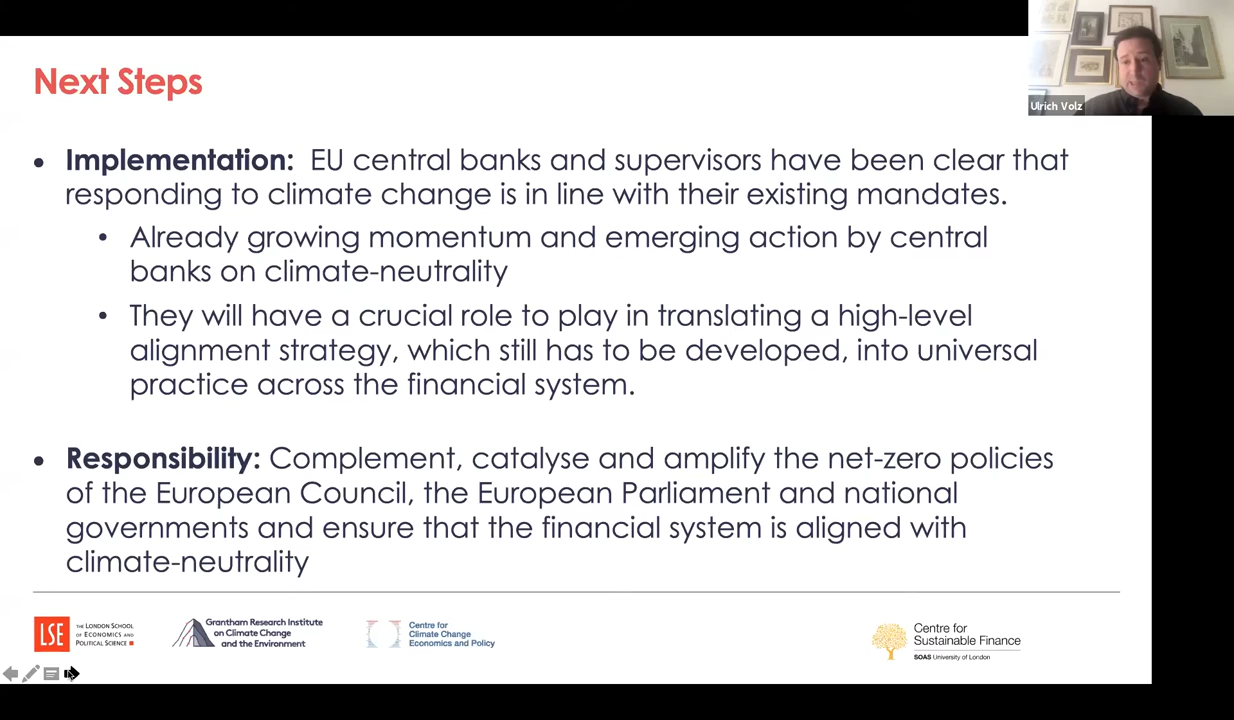 Next Steps
Ulrich Volz
• Implementation: EU central banks and supervisors have been clear that
responding to climate change is in line with their existing mandates.
• Already growing momentum and emerging action by central
banks on climate-neutrality
• They will have a crucial role to play in translating a high-level
alignment strategy, which still has to be developed, into universal
practice across the financial system.
• Responsibility: Complement, catalyse and amplify the net-zero policies
of the European Council, the European Parliament and national
governments and ensure that the financial system is aligned with
climate-neutrality
LSE
THE LONDON SCHOOL
OF ECONOMICS AND
POLITICAL SCIENCE
Grantham Research Institute
on Climate Change
and the Environment
Centre for
Climate Change
Economics and Policy
Centre for
Sustainable Finance
SOAS University of London